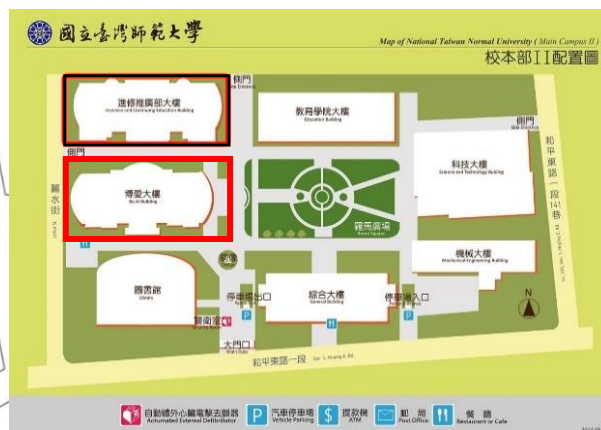 國立臺灣師範大學
Map of National Taiwan Normal University ( Main Campus II )
校本部II配置圖
側門
Side Entrance
進修推廣部大樓
教育學院大樓
Education Building
側門
Side Entrance
側門
科技大樓
Science and Technology Building
和平東路一段141巷
麗水街
博愛大樓
Bo-Ai Building
羅馬廣場
Roman Square
機械大樓
Mechanical Engineering Building
圖書館
Library
停車場出口
綜合大樓
General Building
停車場入口
N
警衛室
大門口
Main Gate
和平東路一段
自動體外心臟電擊去顫器
Automated External Defibrillator
P
汽車停車場
Vehicle Parking
$
提款機
ATM
郵局
Post Office
餐廳
Restaurant or Cafe